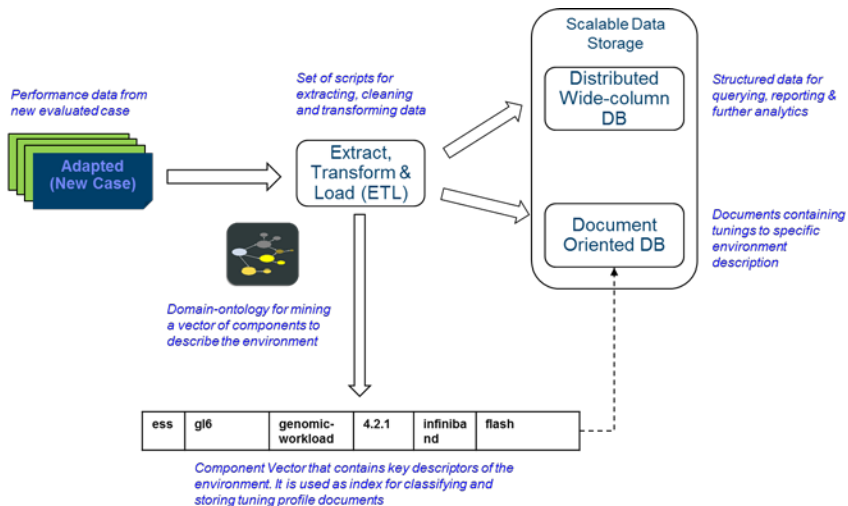 Scalable Data
Storage
Performance data from
new evaluated case
Set of scripts for
extracting, cleaning
and transforming data
Distributed
Wide-column
DB
Structured data for
querying, reporting &
further analytics
Adapted
(New Case)
Extract,
Transform &
Load (ETL)
Document
Oriented DB
Documents containing
tunings to specific
environment
description
Domain-ontology for mining
a vector of components to
describe the environment
ess gl6 genomic- 4.2.1 infiniba flash
workload nd
Component Vector that contains key descriptors of the
environment. It is used as index for classifying and
storing tuning profile documents